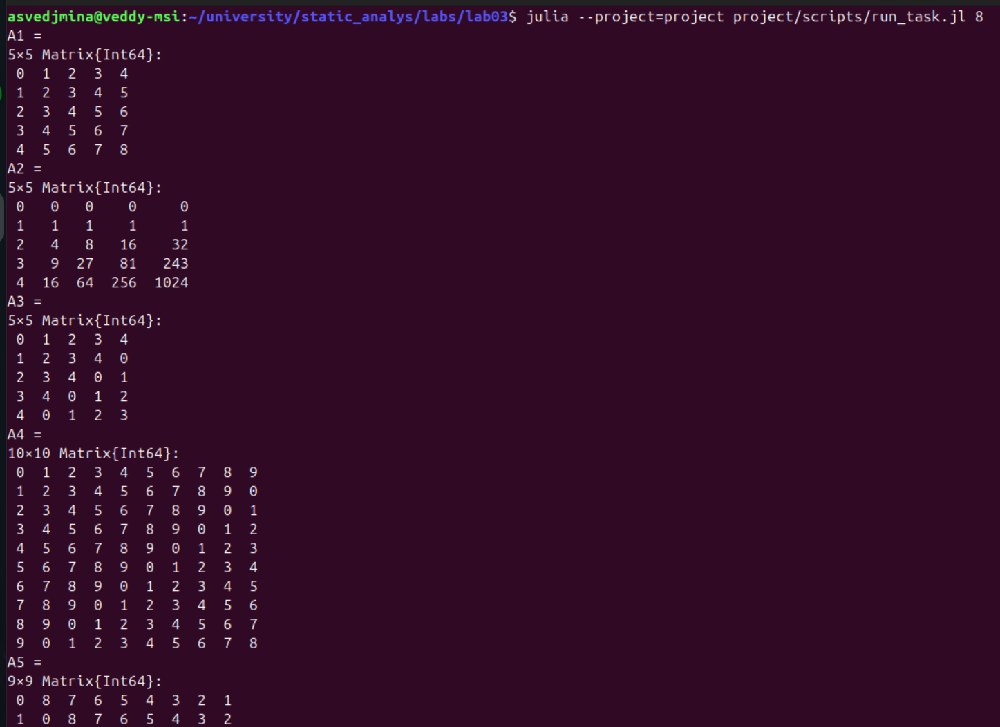 asvedjmina@veddy-msi:~/university/static_analys/labs/lab03$ julia --project=project project/scripts/run_task.jl 8
A1 =
5×5 Matrix{Int64}:
 0  1  2  3  4
 1  2  3  4  5
 2  3  4  5  6
 3  4  5  6  7
 4  5  6  7  8
A2 =
5×5 Matrix{Int64}:
 0   0   0    0     0
 1   1   1    1     1
 2   4   8   16    32
 3   9  27   81   243
 4  16  64  256  1024
A3 =
5×5 Matrix{Int64}:
 0  1  2  3  4
 1  2  3  4  0
 2  3  4  0  1
 3  4  0  1  2
 4  0  1  2  3
A4 =
10×10 Matrix{Int64}:
 0  1  2  3  4  5  6  7  8  9
 1  2  3  4  5  6  7  8  9  0
 2  3  4  5  6  7  8  9  0  1
 3  4  5  6  7  8  9  0  1  2
 4  5  6  7  8  9  0  1  2  3
 5  6  7  8  9  0  1  2  3  4
 6  7  8  9  0  1  2  3  4  5
 7  8  9  0  1  2  3  4  5  6
 8  9  0  1  2  3  4  5  6  7
 9  0  1  2  3  4  5  6  7  8
A5 =
9×9 Matrix{Int64}:
 0  8  7  6  5  4  3  2  1
 1  0  8  7  6  5  4  3  2